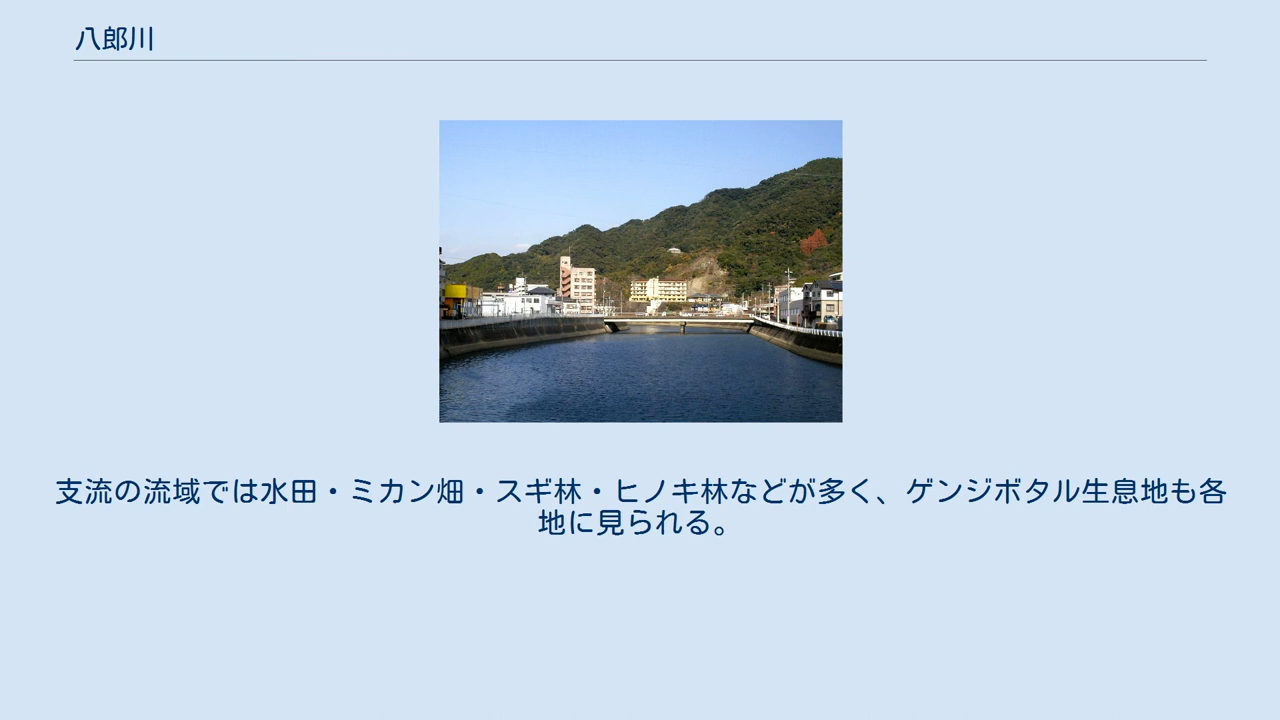 八郎川
支流の流域では水田・ミカン畑・スギ林・ヒノキ林などが多く、ゲンジボタル生息地も各
地に見られる。